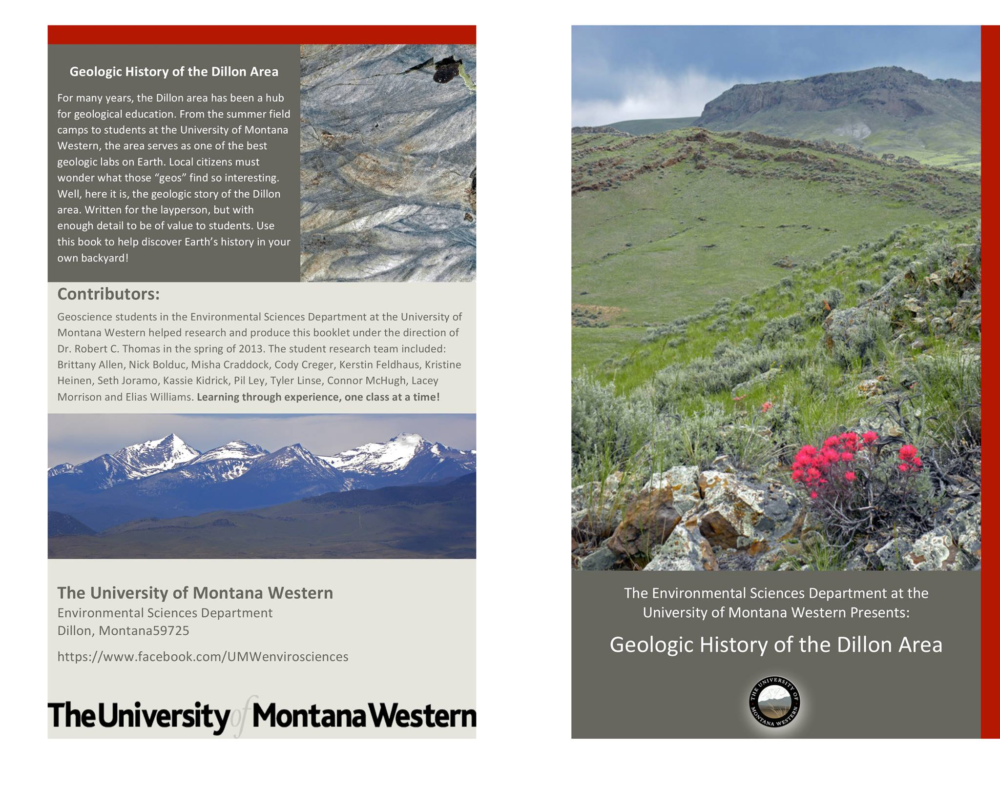 Geologic History of the Dillon Area
For many years, the Dillon area has been a hub
for geological education. From the summer field
camps to students at the University of Montana
Western, the area serves as one of the best
geologic labs on Earth. Local citizens must
wonder what those “geos” find so interesting.
Well, here it is, the geologic story of the Dillon
area. Written for the layperson, but with
enough detail to be of value to students. Use
this book to help discover Earth’s history in your
own backyard!
Contributors:
Geoscience students in the Environmental Sciences Department at the University of
Montana Western helped research and produce this booklet under the direction of
Dr. Robert C. Thomas in the spring of 2013. The student research team included:
Brittany Allen, Nick Bolduc, Misha Craddock, Cody Creger, Kerstin Feldhaus, Kristine
Heinen, Seth Joramo, Kassie Kidrick, Pil Ley, Tyler Linse, Connor McHugh, Lacey
Morrison and Elias Williams. Learning through experience, one class at a time!
The University of Montana Western
Environmental Sciences Department
Dillon, Montana59725
https://www.facebook.com/UMWenvirosciences
The University of Montana Western
The Environmental Sciences Department at the
University of Montana Western Presents:
Geologic History of the Dillon Area
THE UNIVERSITY OF
1893
MONTANA WESTERN